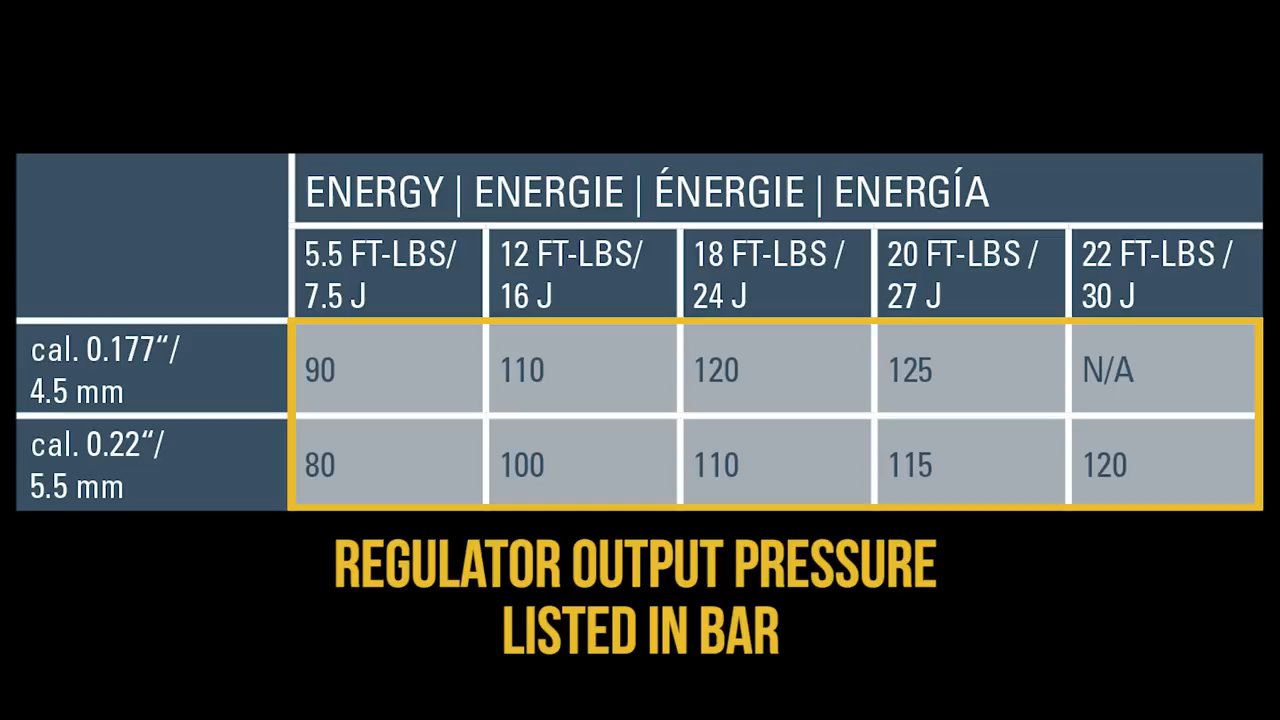 ENERGY | ENERGIE | ÉNERGIE | ENERGÍA
5.5 FT-LBS/ 12 FT-LBS/ 18 FT-LBS / 20 FT-LBS / 22 FT-LBS /
7.5 J 16 J 24 J 27 J 30 J
cal. 0.177“/
4.5 mm 90 110 120 125 N/A
cal. 0.22“/
5.5 mm 80 100 110 115 120
REGULATOR OUTPUT PRESSURE
LISTED IN BAR